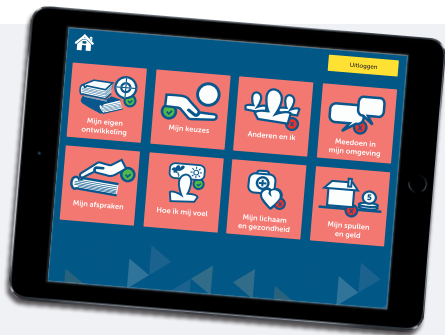 Uitloggen
Mijn eigen
ontwikkeling
Mijn keuzes
Anderen en ik
Meedoen in
mijn omgeving
Mijn afspraken
Hoe ik mij voel
Mijn lichaam
en gezondheid
Mijn spullen
en geld